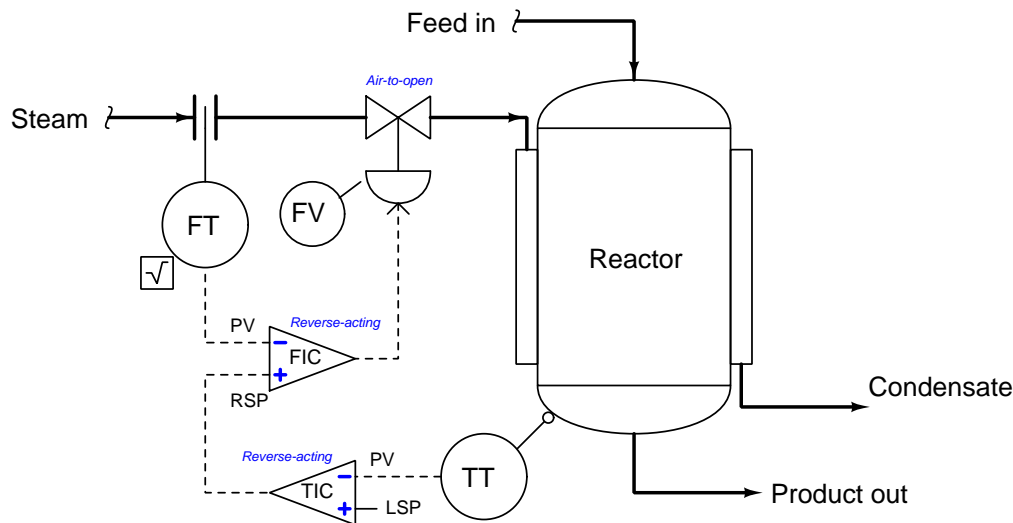 Feed in
Air-to-open
Steam
FT
FV
√
Reactor
PV
Reverse-acting
−
FIC
+
RSP
Condensate
Reverse-acting
PV
TT
−
TIC
+
LSP
Product out